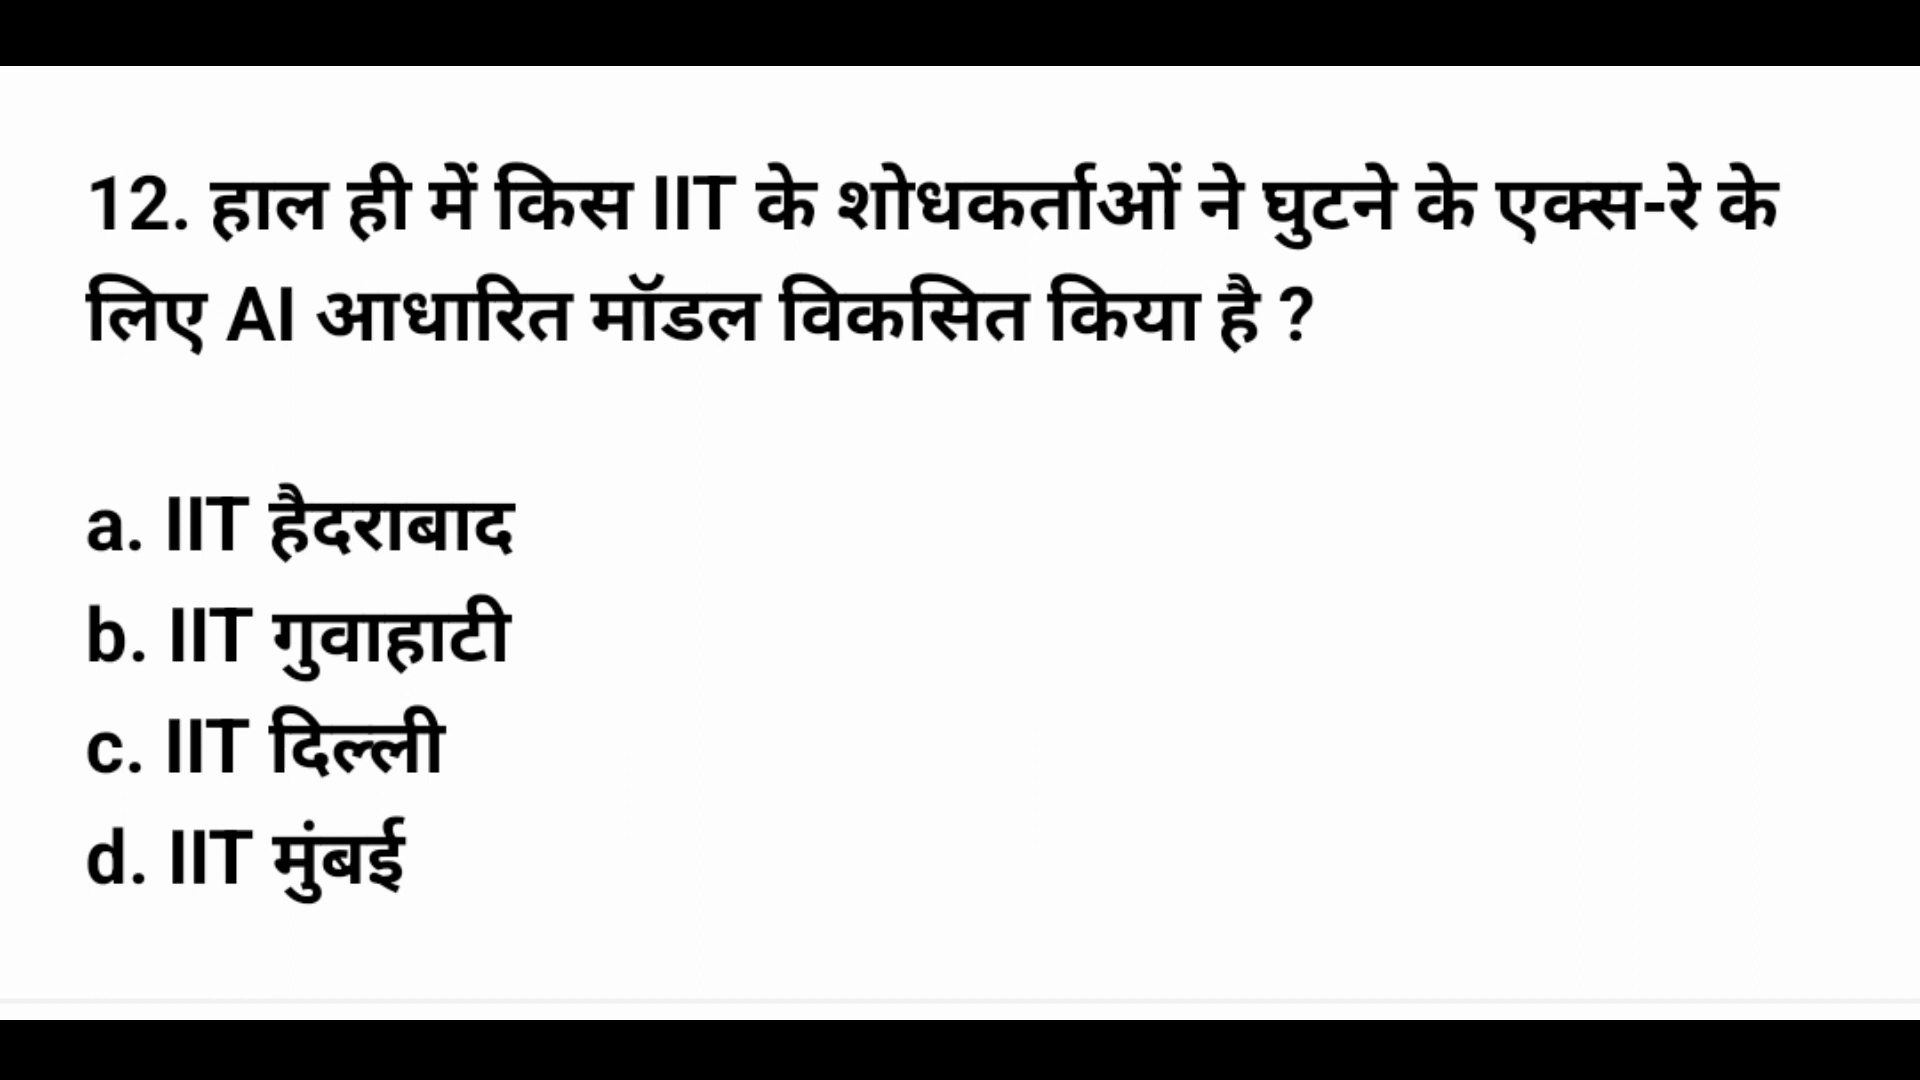 12. हाल ही में किस IIT के शोधकर्ताओं ने घुटने के एक्स-रे के
लिए AI आधारित मॉडल विकसित किया है ?
a. IIT हैदराबाद
b. IIT गुवाहाटी
c. IIT दिल्ली
d. IIT मुंबई